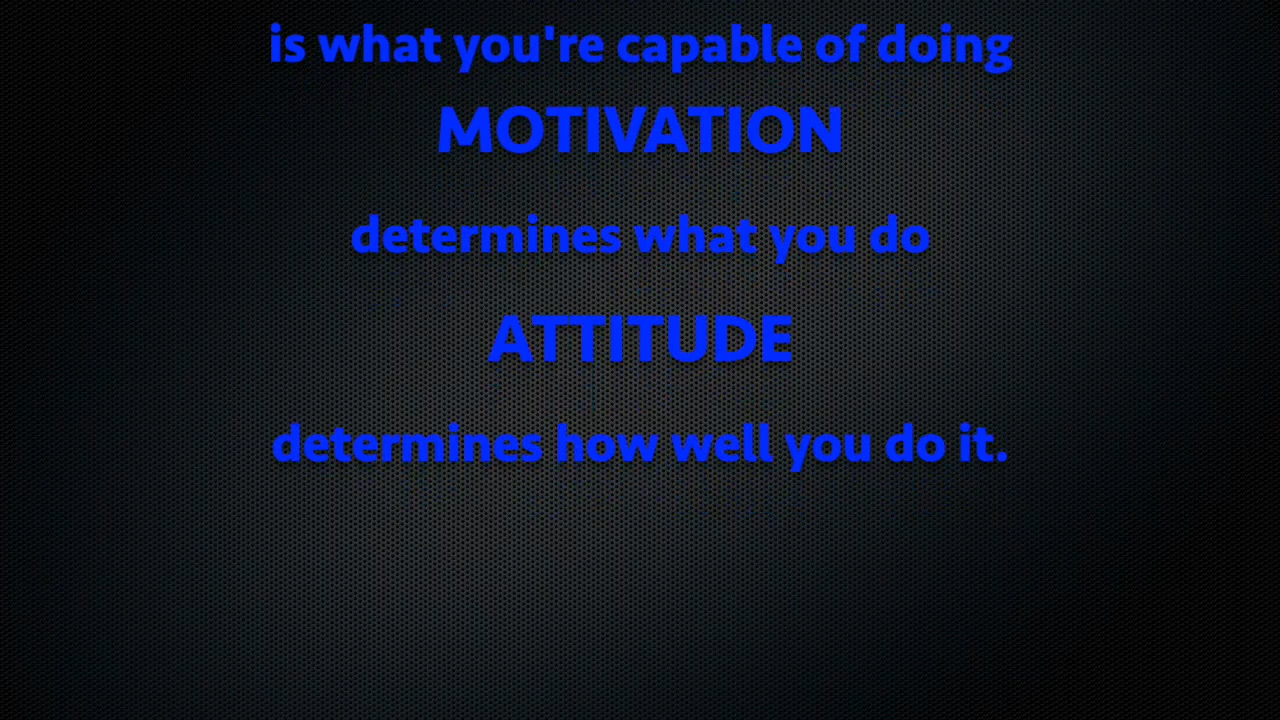 is what you're capable of doing
MOTIVATION
determines what you do
ATTITUDE
determines how well you do it.